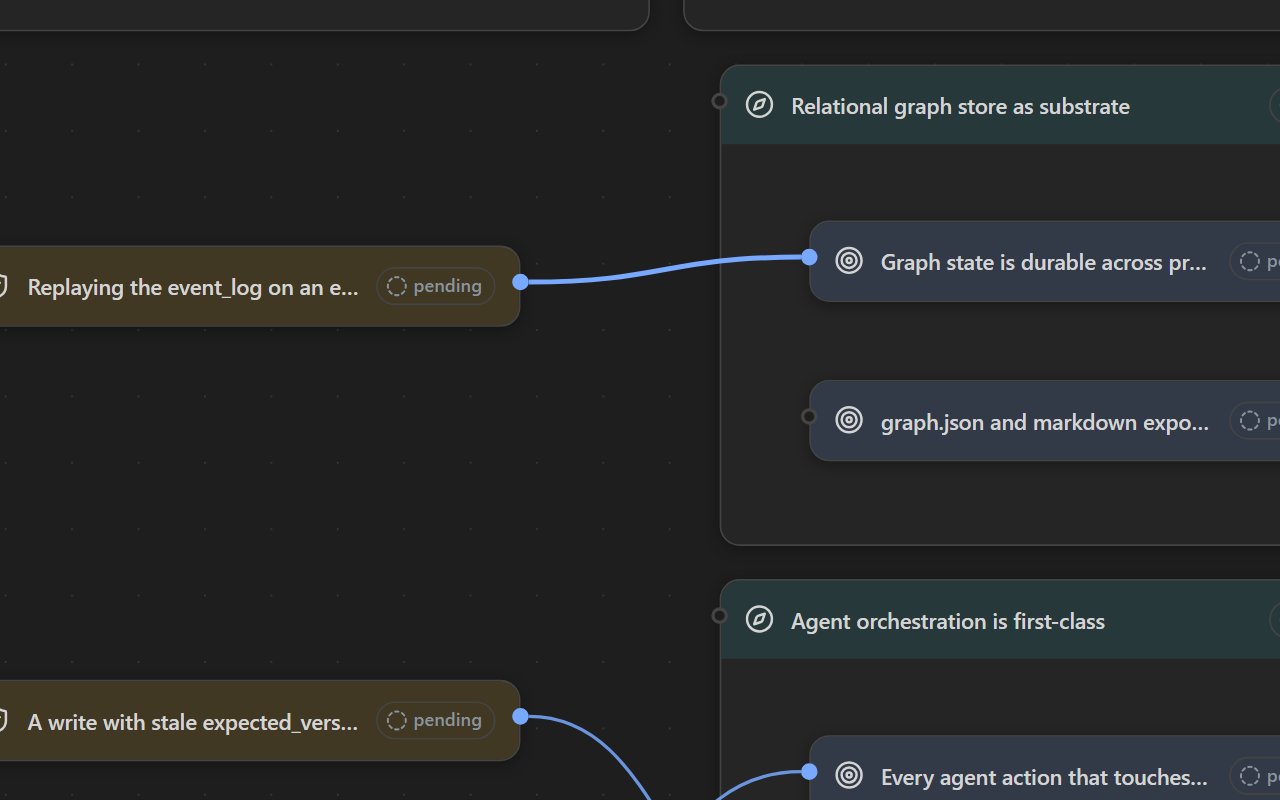 Relational graph store as substrate
Replaying the event_log on an e... pending
Graph state is durable across pr...
graph.json and markdown expo...
Agent orchestration is first-class
A write with stale expected_vers... pending
Every agent action that touches...